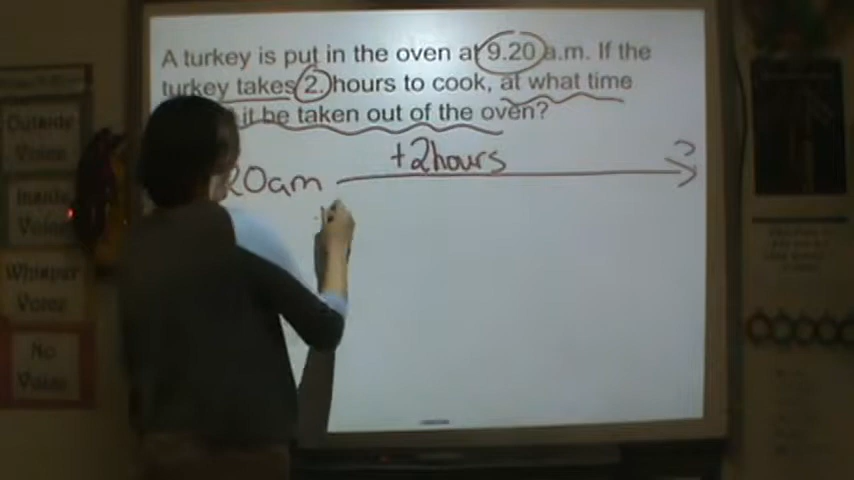 A turkey is put in the oven at 9.20 a.m. If the
turkey takes 2. hours to cook, at what time
it be taken out of the oven?
+2hours
20am
?
Outside
Voice
Inside
Voice
Whisper
Voice
No
Voice